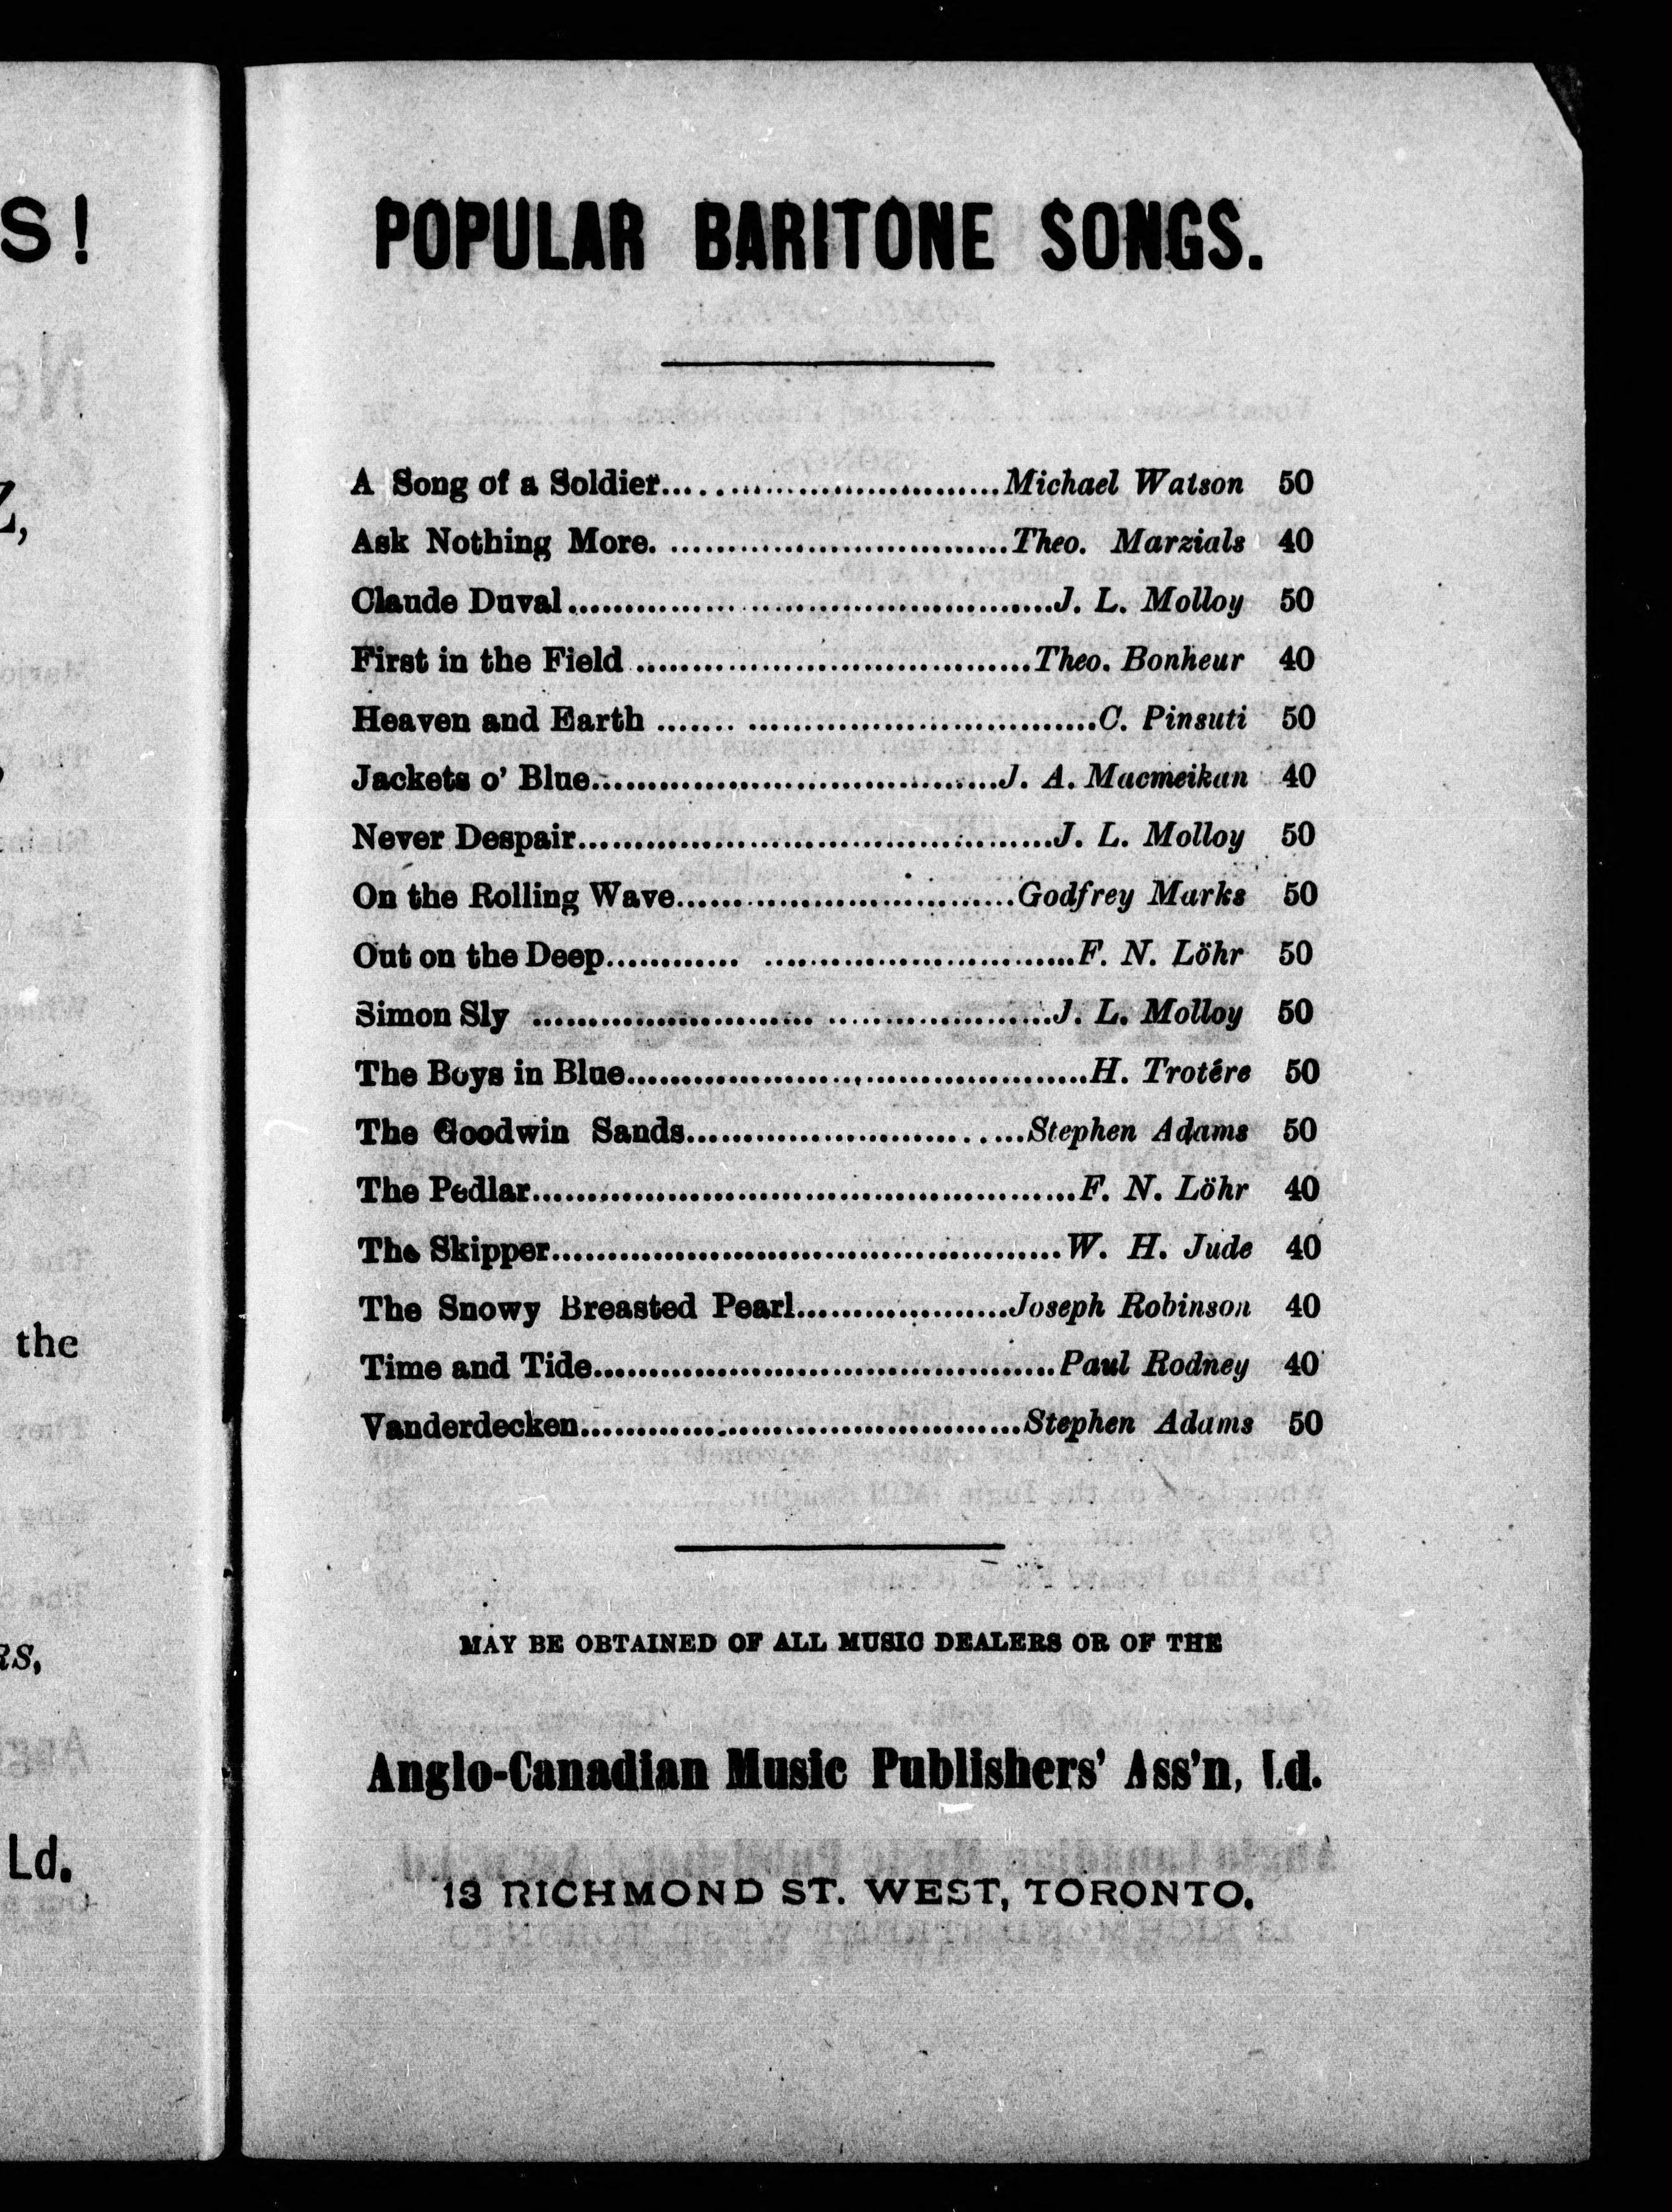 S!
Z,
the
RS,
Ld.
POPULAR BARITONE SONGS.
A Song of a Soldier.................................Michael Watson 50
Ask Nothing More. ..............................Theo. Marzials 40
Claude Duval...........................................J. L. Molloy 50
First in the Field ...................................Theo. Bonheur 40
Heaven and Earth ....... ...............................C. Pinsuti 50
Jackets o' Blue....................................J. A. Macmeikan 40
Never Despair..........................................J. L. Molloy 50
On the Rolling Wave..............................Godfrey Marks 50
Out on the Deep............ ............................F. N. Löhr 50
Simon Sly ......................... ....................J. L. Molloy 50
The Boys in Blue.........................................H. Trotére 50
The Goodwin Sands..............................Stephen Adams 50
The Pedlar................................................F. N. Löhr 40
The Skipper.............................................W. H. Jude 40
The Snowy Breasted Pearl...................Joseph Robinson 40
Time and Tide.........................................Paul Rodney 40
Vanderdecken.......................................Stephen Adams 50
MAY BE OBTAINED OF ALL MUSIC DEALERS OR OF THE
Anglo-Canadian Music Publishers' Ass'n, Ld.
13 RICHMOND ST. WEST, TORONTO.